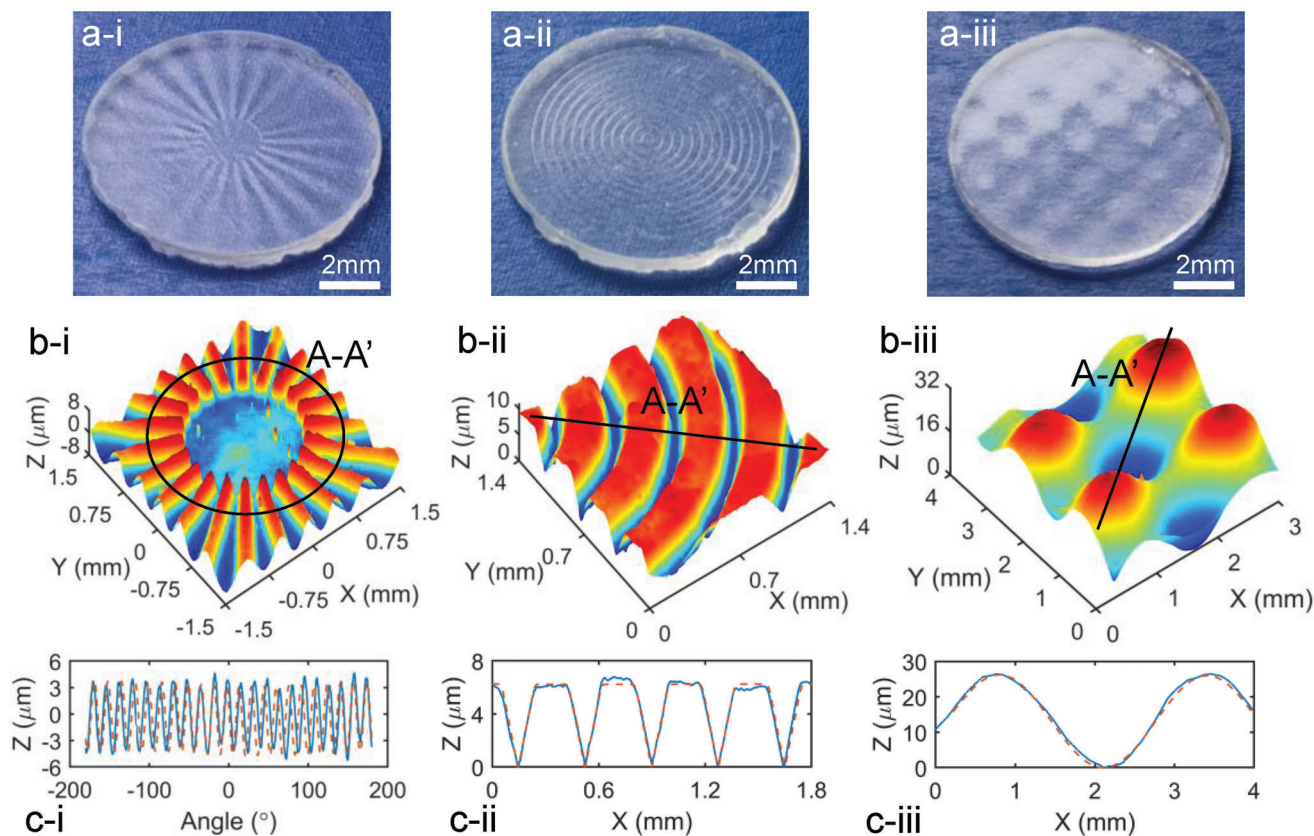 a-i
a-ii
a-iii
2mm
2mm
2mm
b-i
A-A’
Z (μm)
8
0
-8
1.5
0.75
0
-0.75
-1.5
Y (mm)
-1.5
-0.75
0
0.75
1.5
X (mm)
b-ii
A-A’
Z (μm)
10
5
0
1.4
0.7
0
Y (mm)
0
0.7
1.4
X (mm)
b-iii
A-A’
Z (μm)
32
16
0
4
3
2
1
0
Y (mm)
0
1
2
3
X (mm)
Z (μm)
6
3
0
-3
-6
-200
-100
0
100
200
c-i
Angle (°)
Z (μm)
8
4
0
0
0.6
1.2
1.8
c-ii
X (mm)
Z (μm)
30
20
10
0
0
1
2
3
4
c-iii
X (mm)